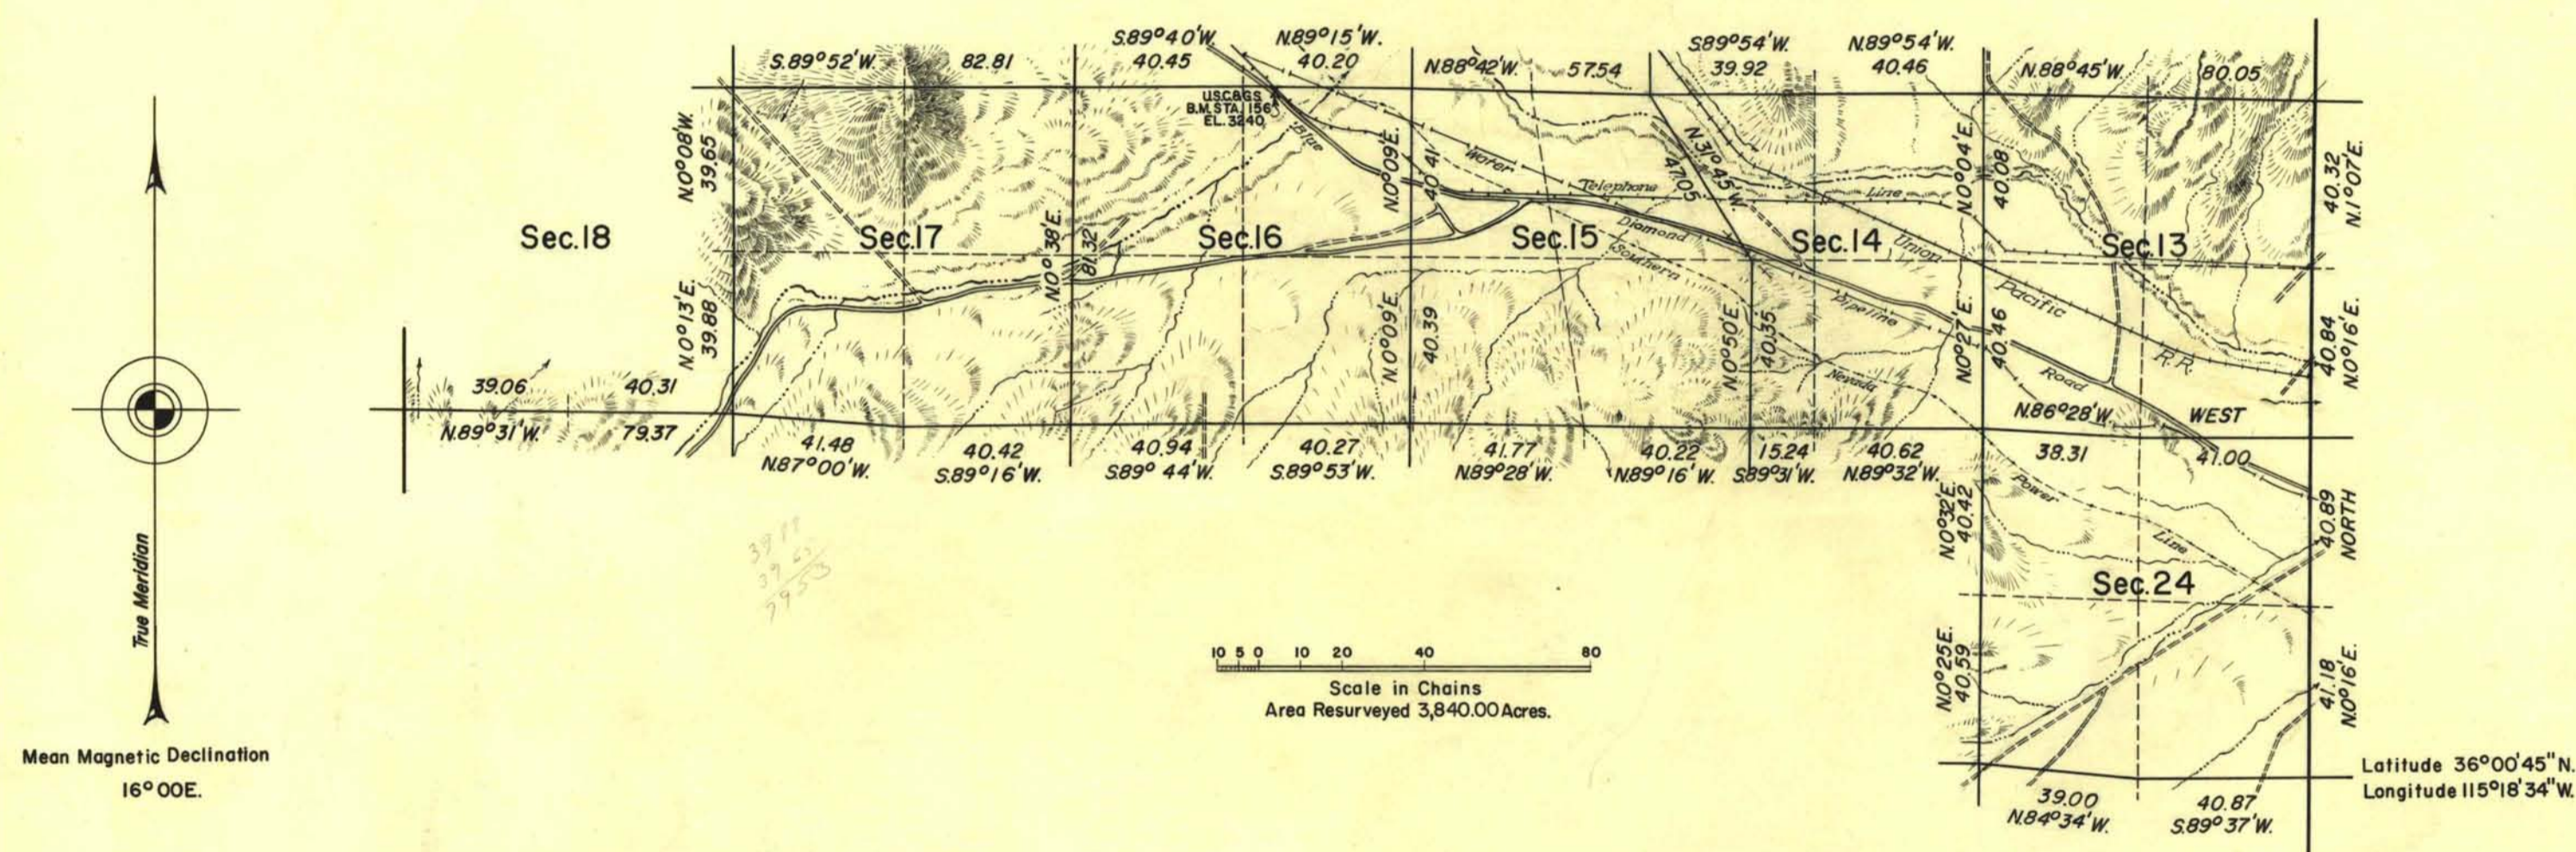 S.89°52'W. 82.81
S.89°40'W.
40.45
N.89°15'W.
40.20
N.88°42'W. 57.54
S.89°54'W.
39.92
N.89°54'W.
40.46
N.88°45'W. 80.05
U.S.C.&G.S.
B.M. STA. 156
EL. 3240
N.0°08'W.
39.65
N.0°13'E.
39.88
N.0°38'E.
81.32
N.0°09'E.
40.41
N.0°09'E.
40.39
N.31°45'W.
47.05
N.0°50'E.
40.35
N.0°04'E.
40.08
N.0°27'E.
40.46
40.32
N.1°07'E.
40.84
N.0°16'E.
Sec.18
Sec.17
Sec.16
Sec.15
Sec.14
Sec.13
Blue
Diamond
Road
Water
Pipeline
Telephone
Line
Union
Pacific
R.R.
Southern
Nevada
Power
Line
39.06 40.31
N.89°31'W. 79.37
41.48
N.87°00'W.
40.42
S.89°16'W.
40.94
S.89°44'W.
40.27
S.89°53'W.
41.77
N.89°28'W.
40.22
N.89°16'W.
15.24
S.89°31'W.
40.62
N.89°32'W.
N.86°28'W.
38.31
WEST
41.00
N.0°32'E.
40.42
N.0°25'E.
40.59
40.89
NORTH
41.18
N.0°16'E.
Sec.24
39.00
N.84°34'W.
40.87
S.89°37'W.
Latitude 36°00'45"N.
Longitude 115°18'34"W.
True Meridian
Mean Magnetic Declination
16°00E.
10 5 0 10 20 40 80
Scale in Chains
Area Resurveyed 3,840.00 Acres.